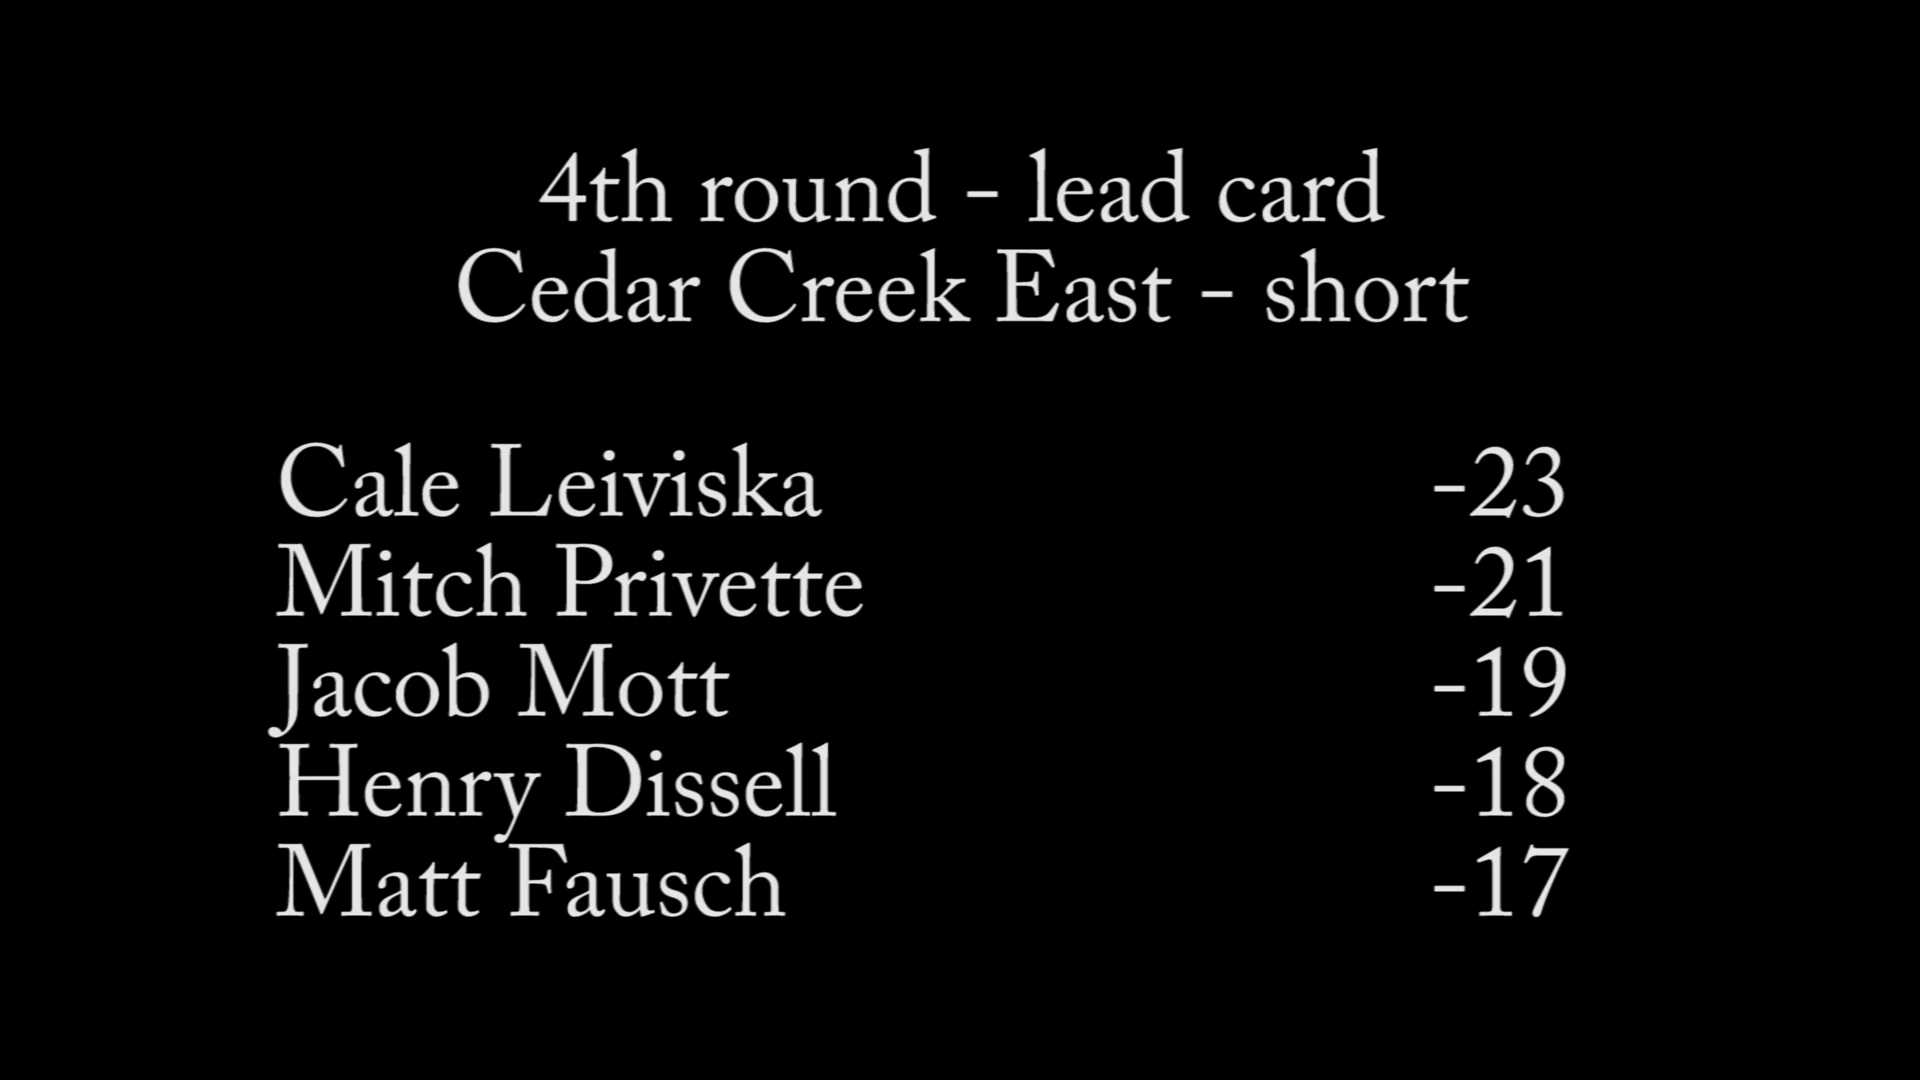 4th round - lead card
Cedar Creek East - short
Cale Leiviska -23
Mitch Privette -21
Jacob Mott -19
Henry Dissell -18
Matt Fausch -17